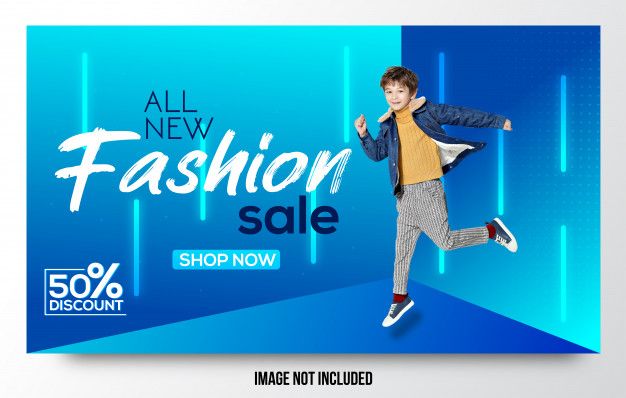 ALL
NEW
Fashion
sale
SHOP NOW
50%
DISCOUNT
IMAGE NOT INCLUDED